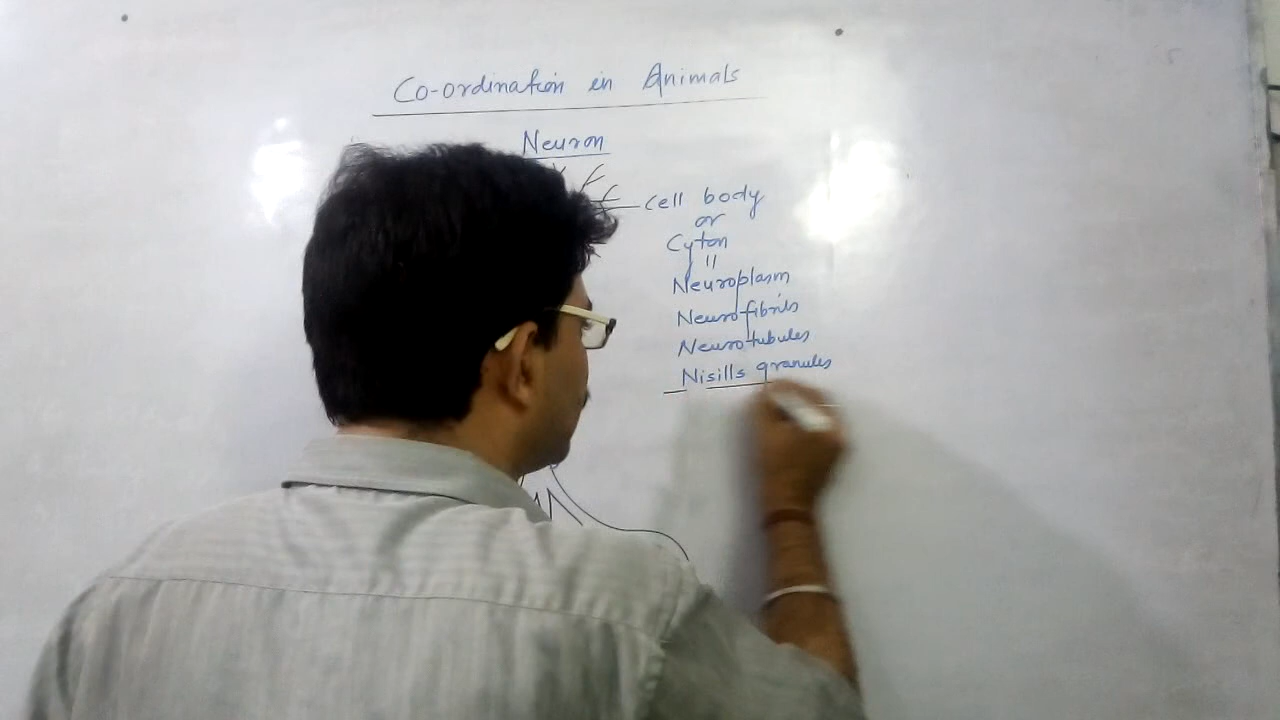 Co-ordination in Animals
Neuron
Cell body
or
Cyton
Neuroplasm
Neurofibrils
Neurotubules
Nisills granules